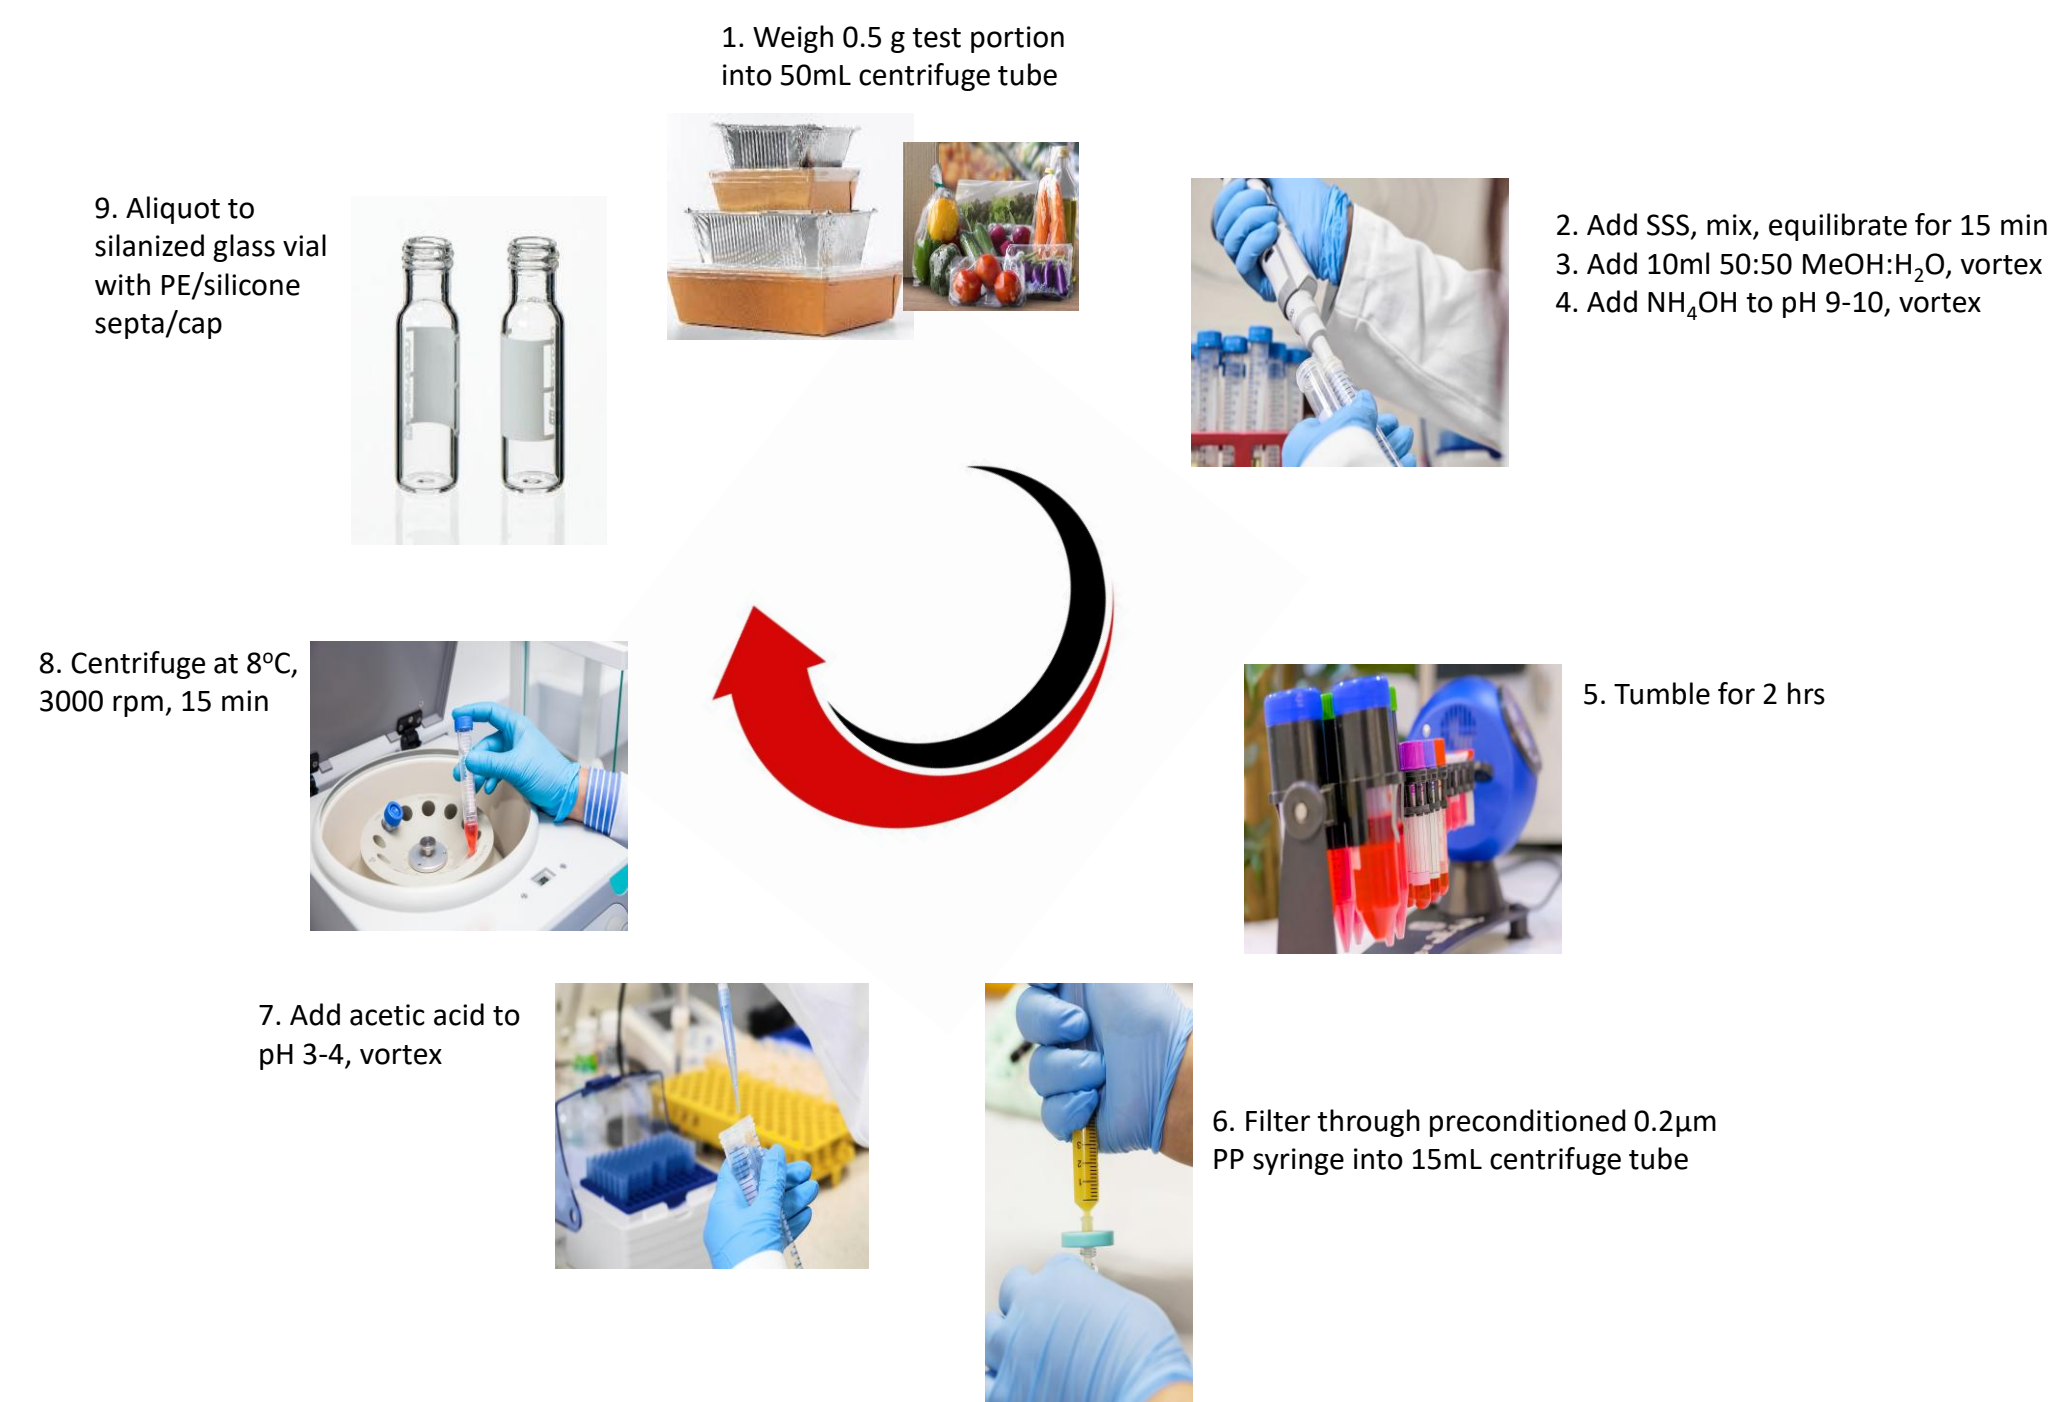 1. Weigh 0.5 g test portion
into 50mL centrifuge tube
2. Add SSS, mix, equilibrate for 15 min
3. Add 10ml 50:50 MeOH:H₂O, vortex
4. Add NH₄OH to pH 9-10, vortex
5. Tumble for 2 hrs
6. Filter through preconditioned 0.2µm
PP syringe into 15mL centrifuge tube
7. Add acetic acid to
pH 3-4, vortex
8. Centrifuge at 8°C,
3000 rpm, 15 min
9. Aliquot to
silanized glass vial
with PE/silicone
septa/cap